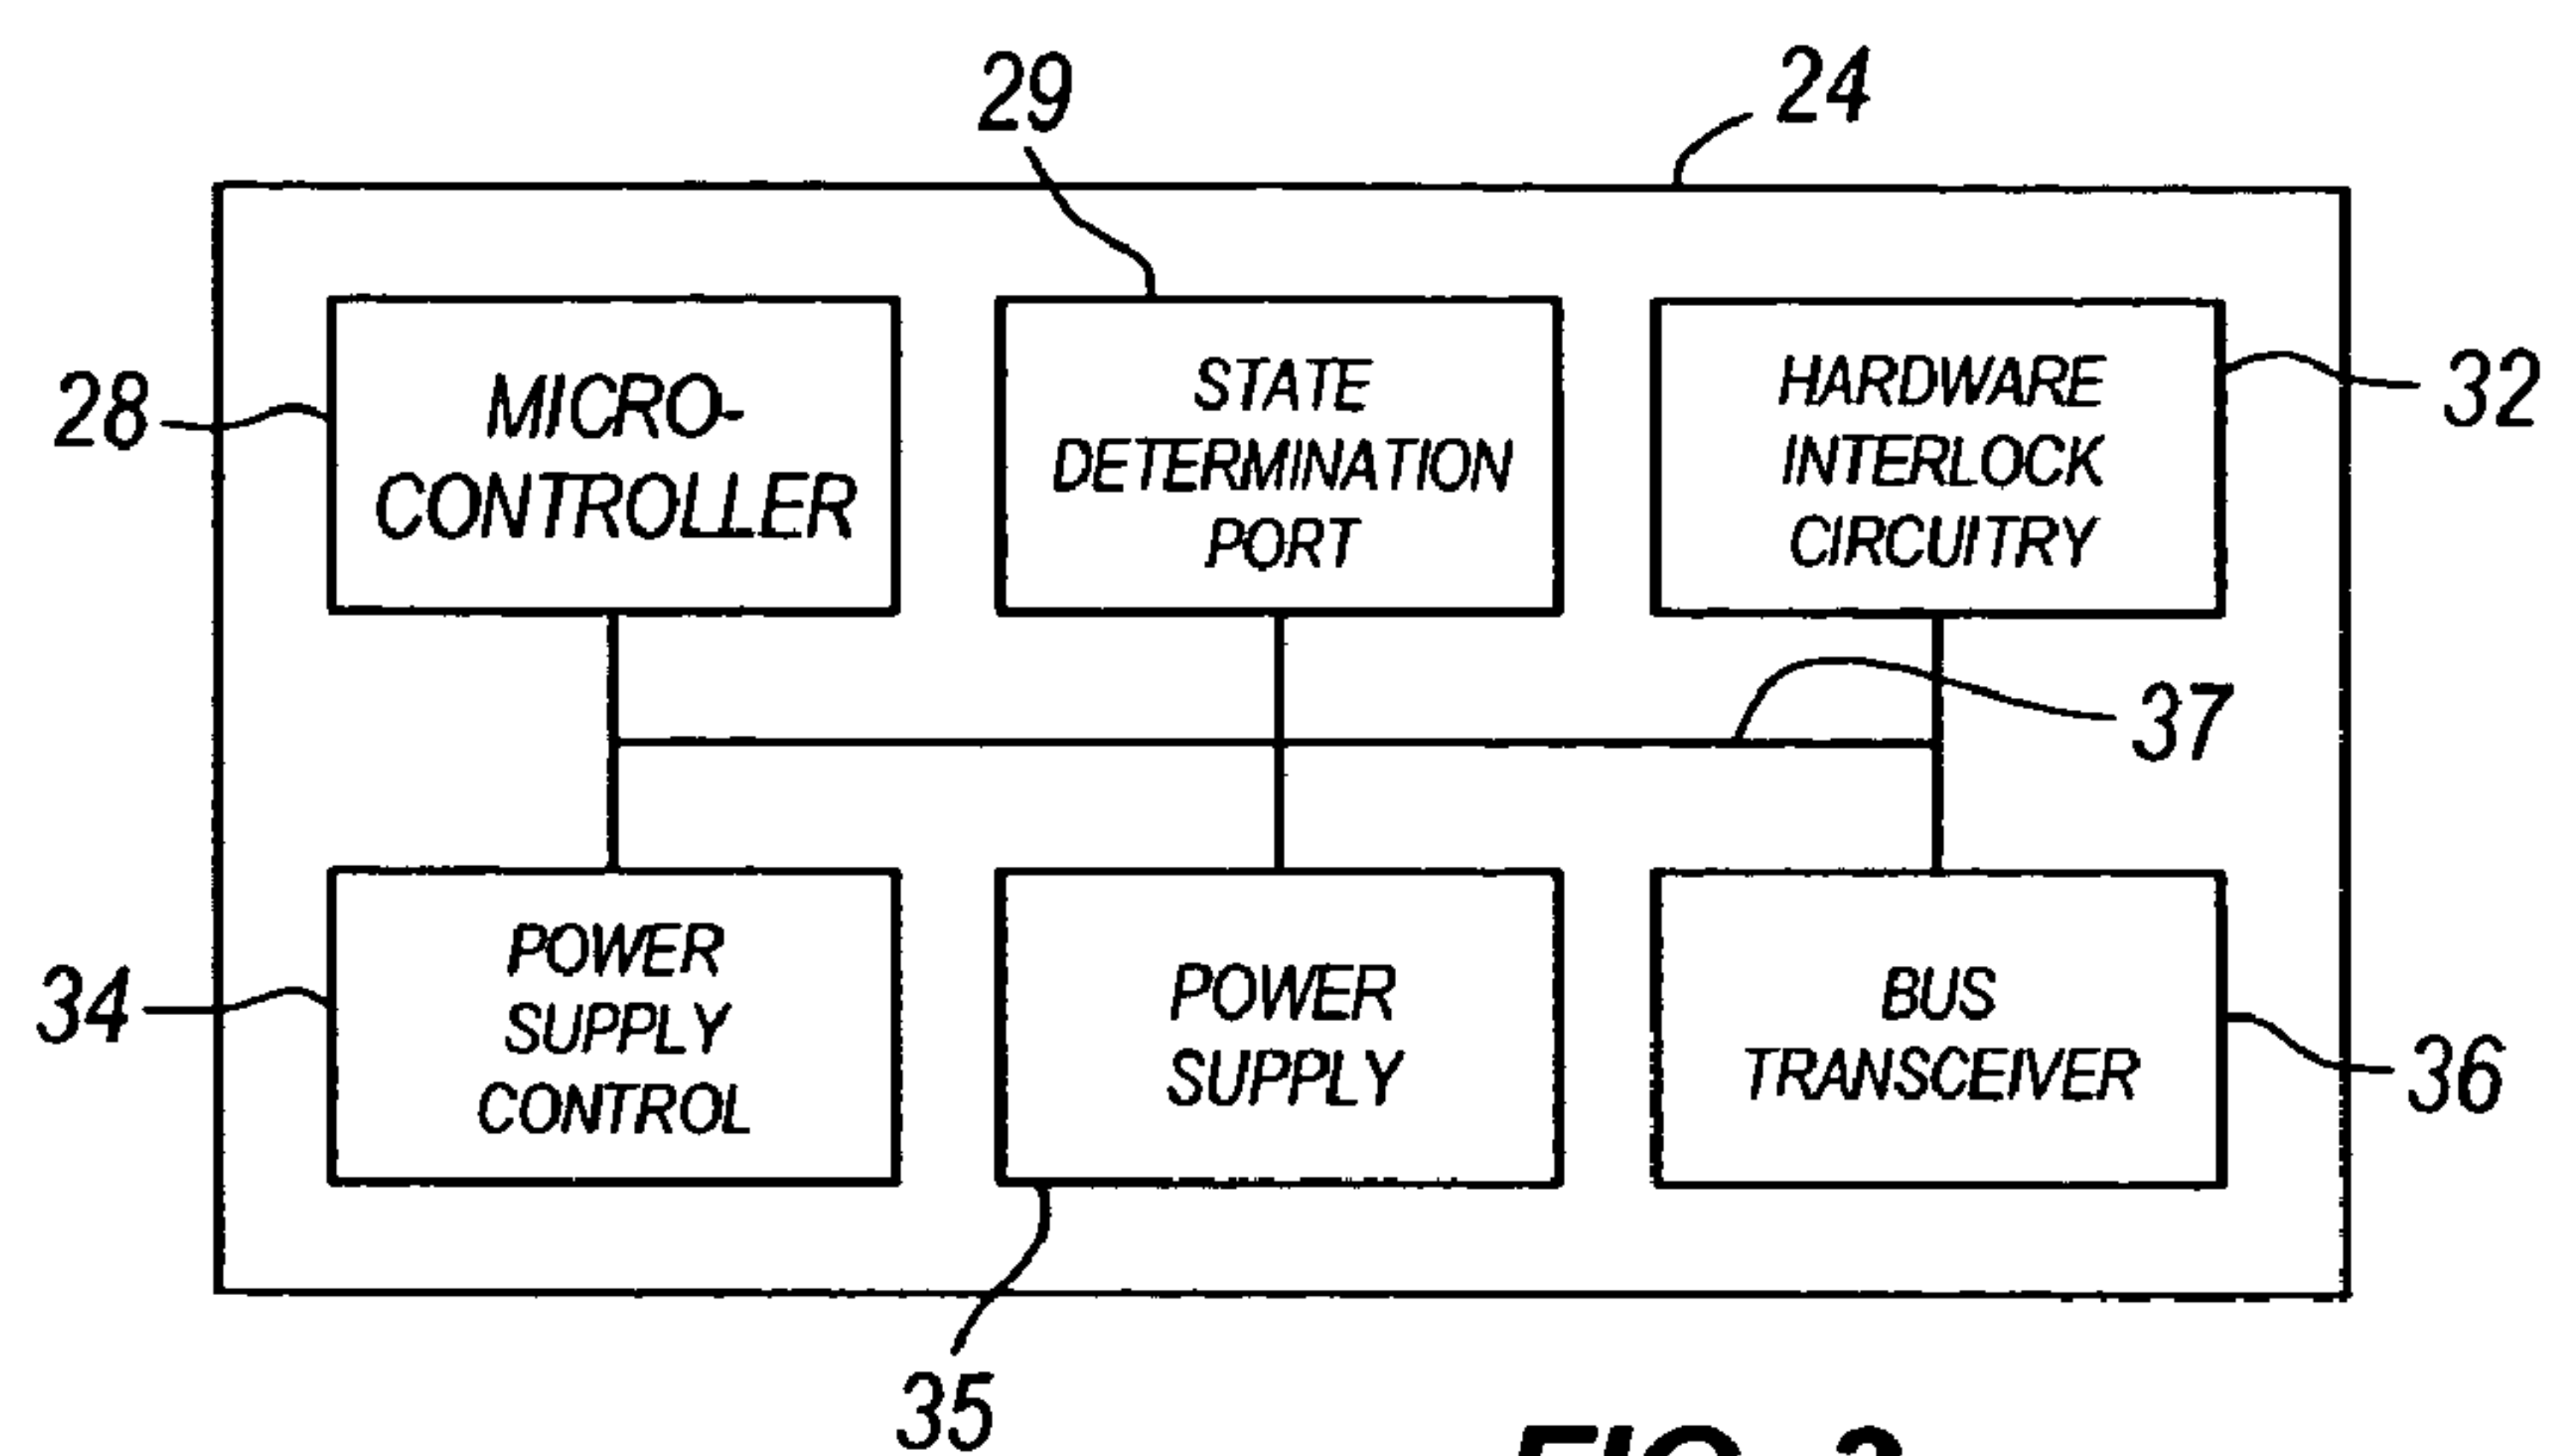 29
24
28
MICRO-
CONTROLLER
STATE
DETERMINATION
PORT
HARDWARE
INTERLOCK
CIRCUITRY
32
37
34
POWER
SUPPLY
CONTROL
POWER
SUPPLY
BUS
TRANSCEIVER
36
35